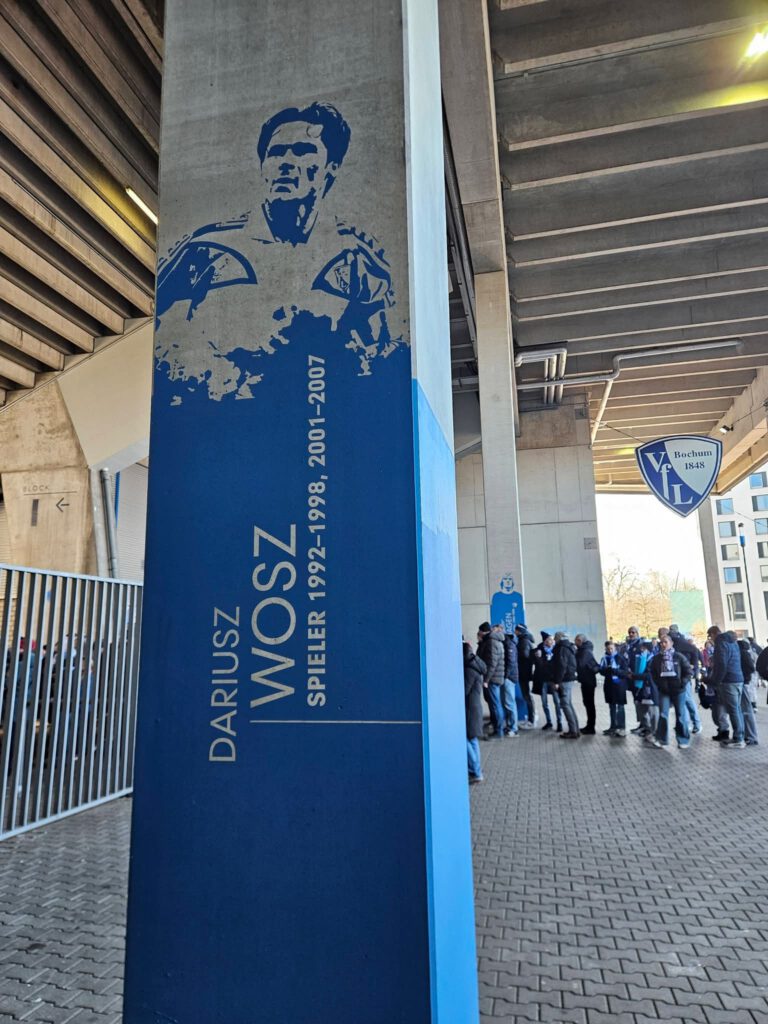 DARIUSZ
WOSZ
SPIELER 1992–1998, 2001–2007
BLOCK
VfL
Bochum
1848